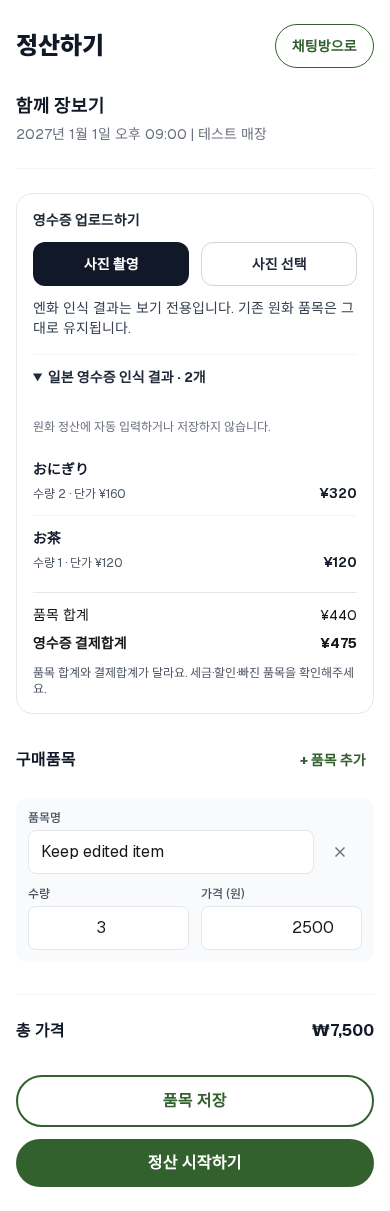 정산하기
채팅방으로
함께 장보기
2027년 1월 1일 오후 09:00 | 테스트 매장
영수증 업로드하기
사진 촬영
사진 선택
엔화 인식 결과는 보기 전용입니다. 기존 원화 품목은 그
대로 유지됩니다.
▼ 일본 영수증 인식 결과 · 2개
원화 정산에 자동 입력하거나 저장하지 않습니다.
おにぎり
수량 2 · 단가 ¥160
¥320
お茶
수량 1 · 단가 ¥120
¥120
품목 합계
¥440
영수증 결제합계
¥475
품목 합계와 결제합계가 달라요. 세금·할인·빠진 품목을 확인해주세
요.
구매품목
+ 품목 추가
품목명
Keep edited item
×
수량
가격 (원)
3
2500
총 가격
₩7,500
품목 저장
정산 시작하기